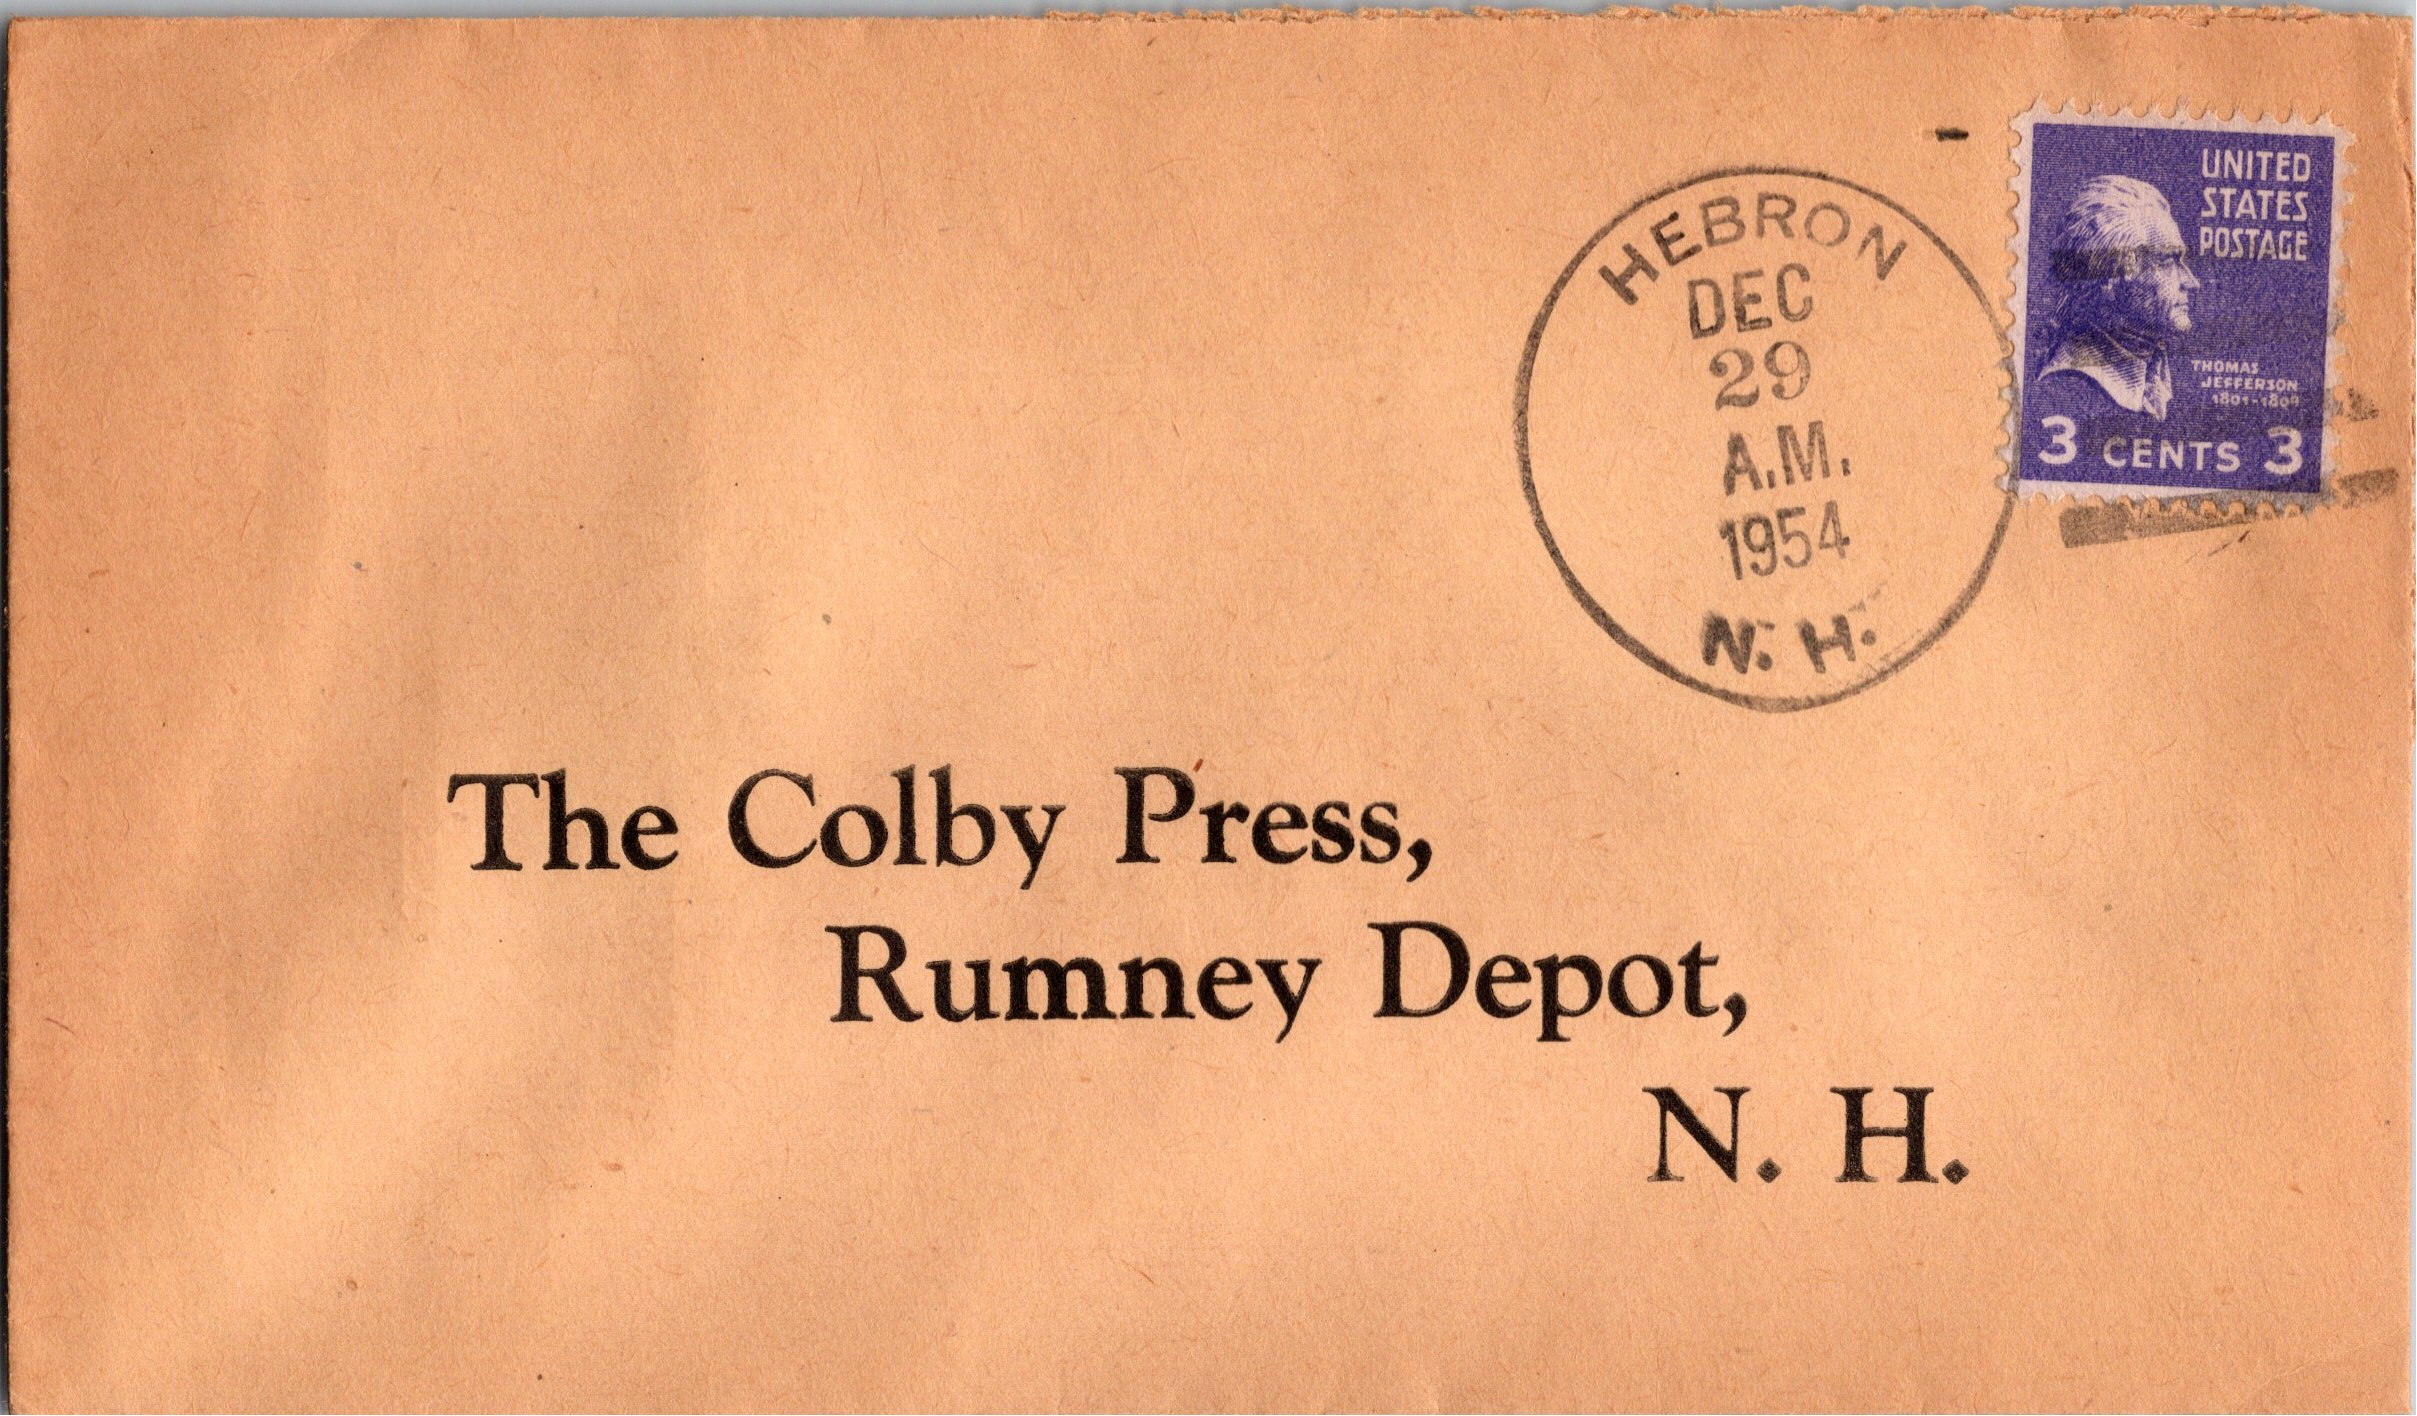 HEBRON
DEC
29
A.M.
1954
N. H.
UNITED
STATES
POSTAGE
THOMAS
JEFFERSON
1801-1809
3 CENTS 3
The Colby Press,
Rumney Depot,
N. H.